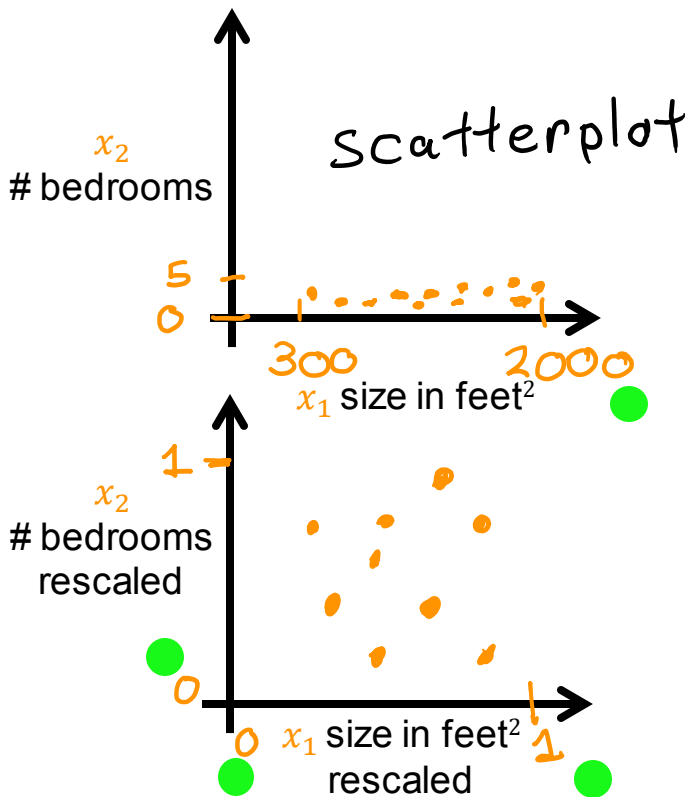 scatterplot
x₂
# bedrooms
5
0
300
2000
x₁ size in feet²
1
x₂
# bedrooms
rescaled
0
0
x₁ size in feet²
1
rescaled